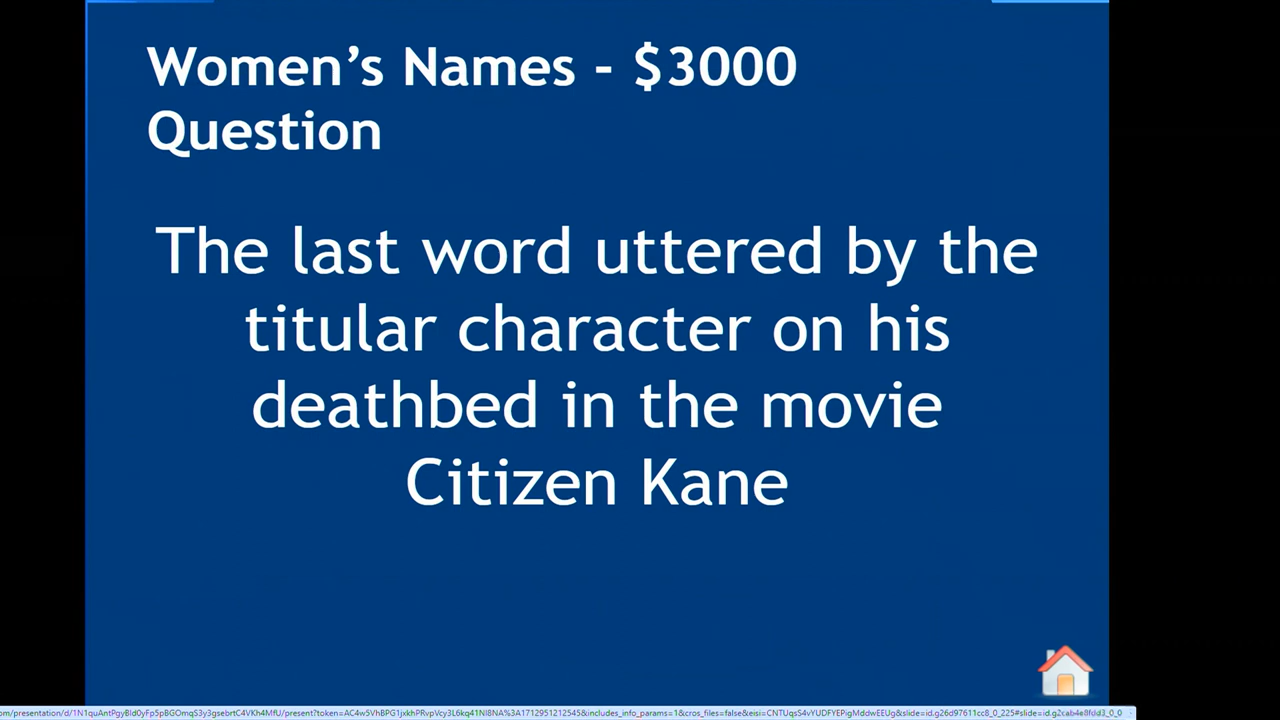 Women’s Names - $3000
Question
The last word uttered by the
titular character on his
deathbed in the movie
Citizen Kane